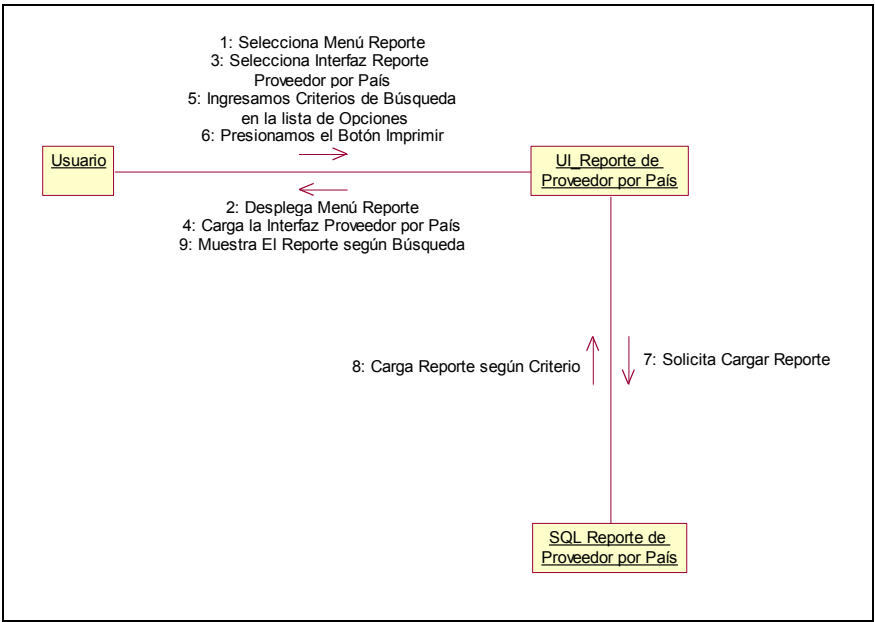 1: Selecciona Menú Reporte
3: Selecciona Interfaz Reporte
Proveedor por País
5: Ingresamos Criterios de Búsqueda
en la lista de Opciones
6: Presionamos el Botón Imprimir
Usuario
UI_Reporte de
Proveedor por País
2: Desplega Menú Reporte
4: Carga la Interfaz Proveedor por País
9: Muestra El Reporte según Búsqueda
8: Carga Reporte según Criterio
7: Solicita Cargar Reporte
SQL Reporte de
Proveedor por País